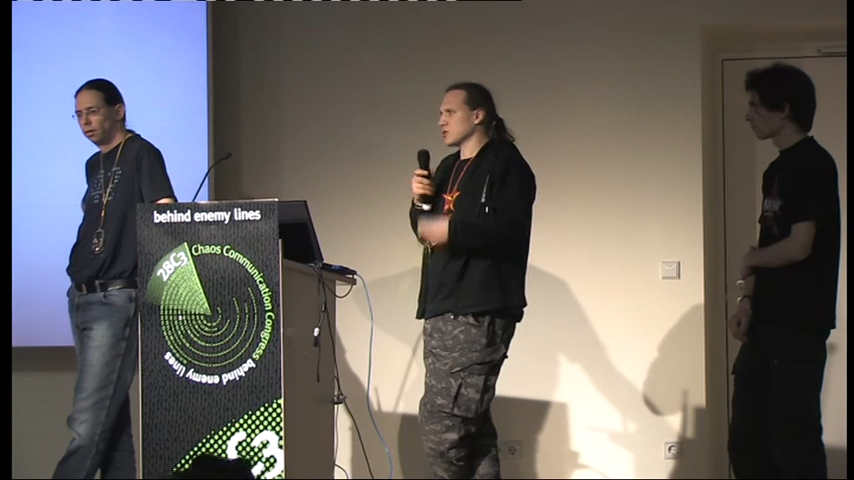 behind enemy lines
28C3
Chaos Communication Congress
behind enemy lines
C3